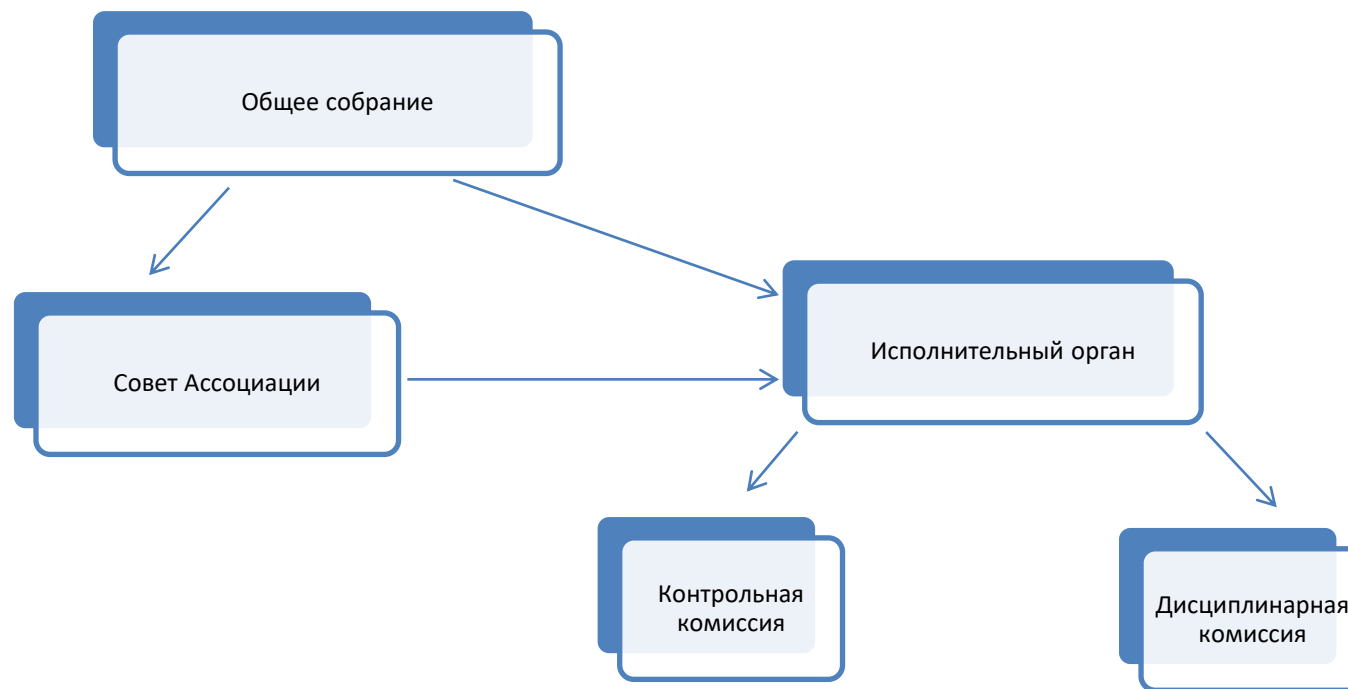 Общее собрание
Исполнительный орган
Совет Ассоциации
Контрольная
комиссия
Дисциплинарная
комиссия